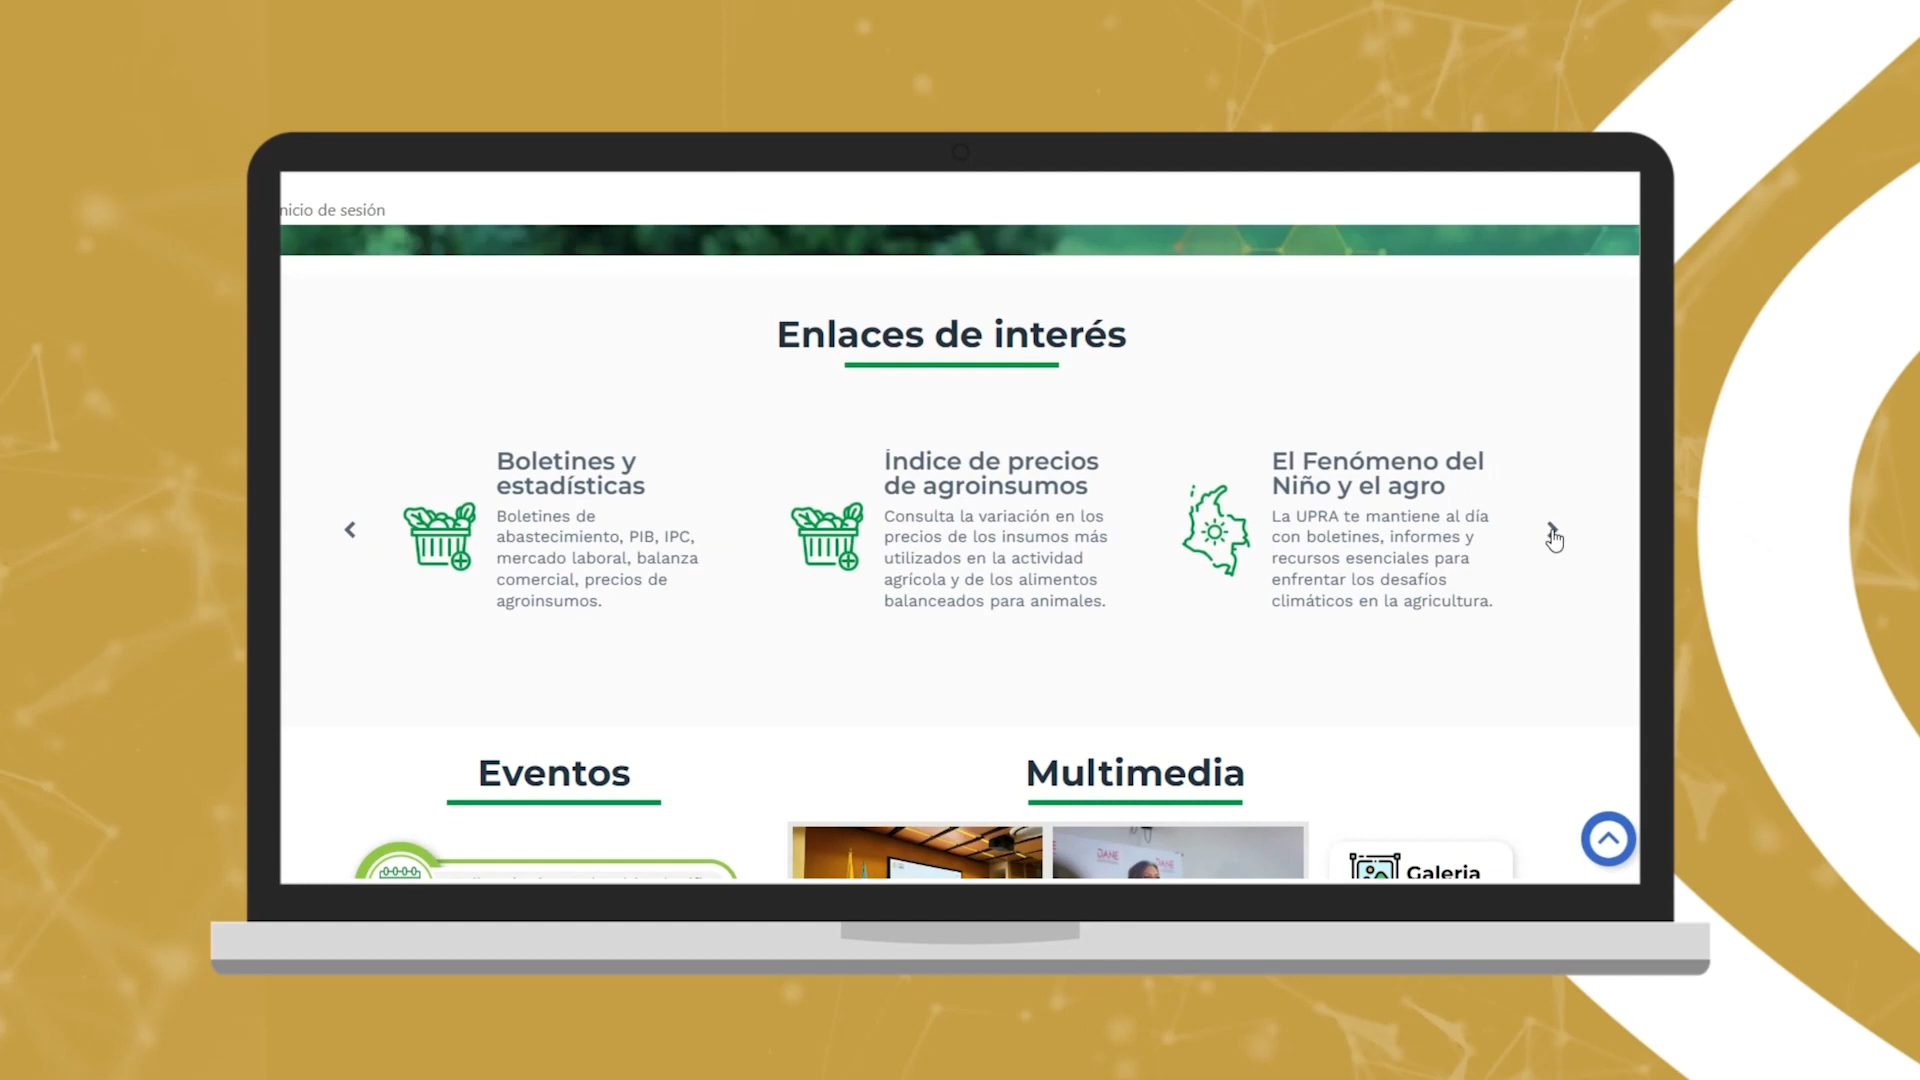 nicio de sesión
Enlaces de interés
Boletines y
estadísticas
Boletines de
abastecimiento, PIB, IPC,
mercado laboral, balanza
comercial, precios de
agroinsumos.
Índice de precios
de agroinsumos
Consulta la variación en los
precios de los insumos más
utilizados en la actividad
agrícola y de los alimentos
balanceados para animales.
El Fenómeno del
Niño y el agro
La UPRA te mantiene al día
con boletines, informes y
recursos esenciales para
enfrentar los desafíos
climáticos en la agricultura.
Eventos
Multimedia
DANE
DANE
Galeria